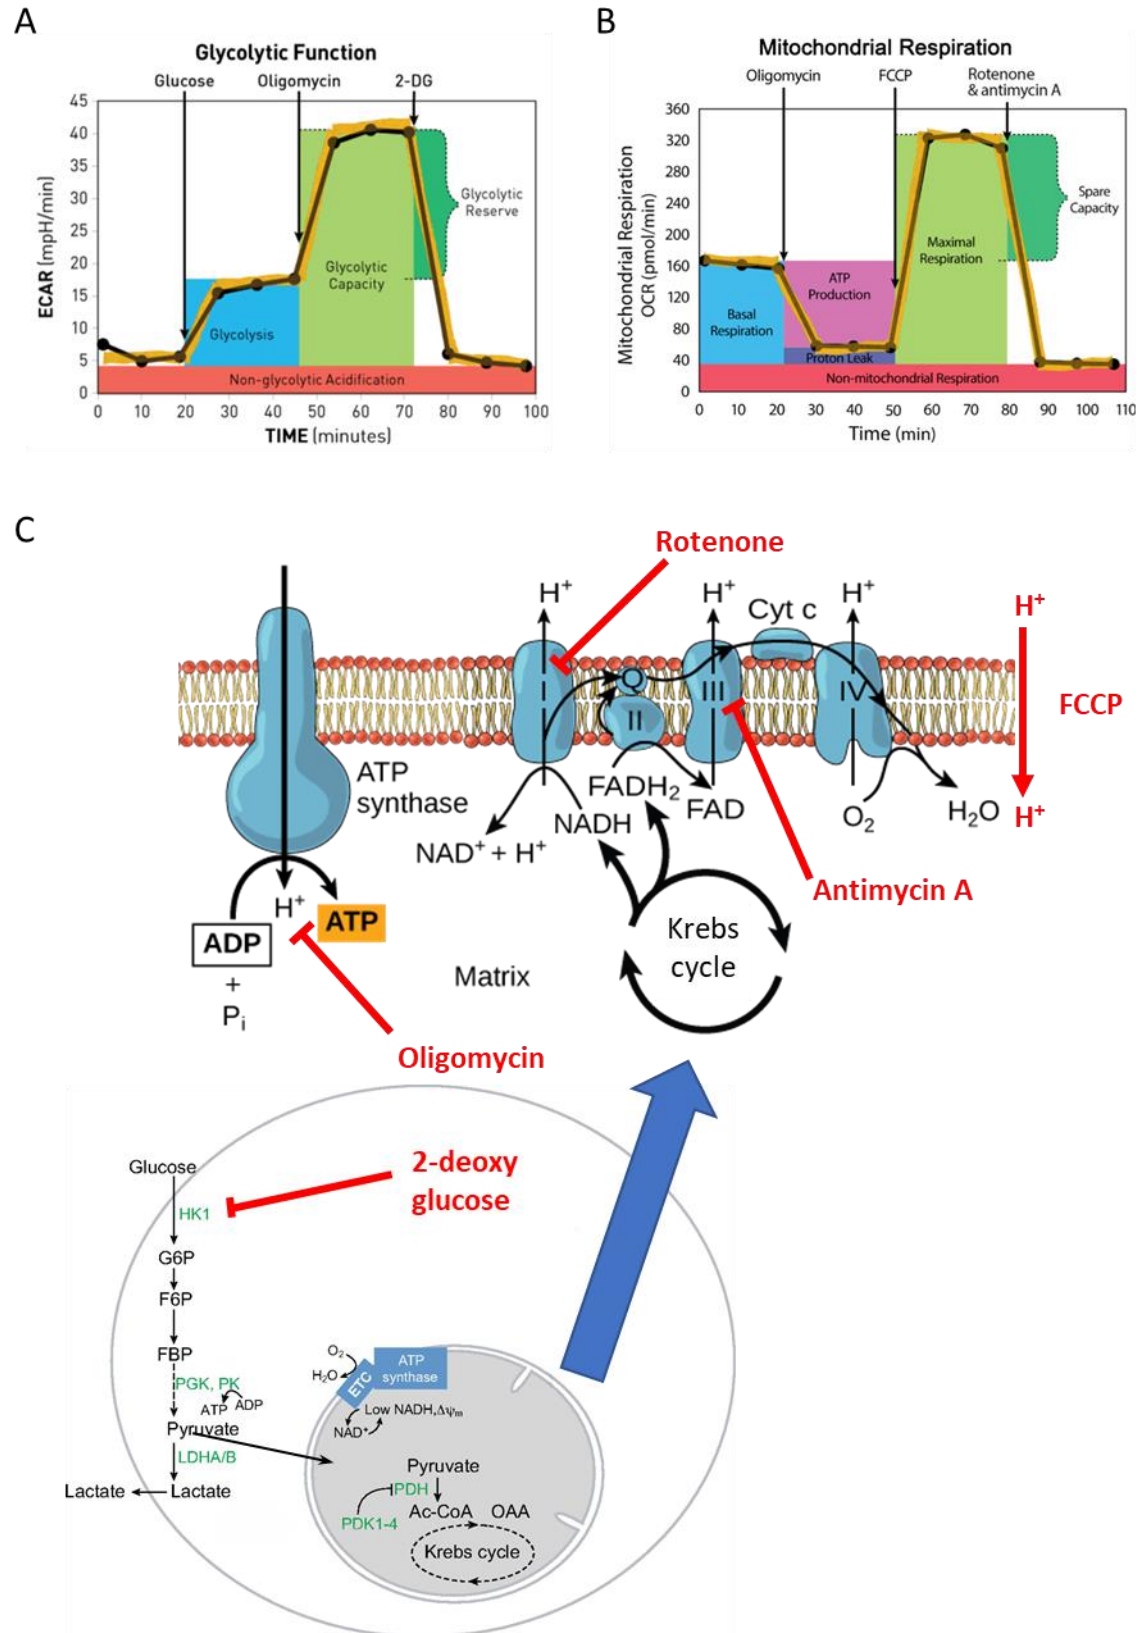 A
Glycolytic Function
Glucose
Oligomycin
2-DG
45
40
35
30
25
20
15
10
5
0
ECAR (mpH/min)
Glycolysis
Glycolytic
Capacity
Glycolytic
Reserve
Non-glycolytic Acidification
0 10 20 30 40 50 60 70 80 90 100
TIME (minutes)
B
Mitochondrial Respiration
Oligomycin
FCCP
Rotenone
& antimycin A
360
320
280
240
200
160
120
80
40
0
Mitochondrial Respiration
OCR (pmol/min)
Basal
Respiration
ATP
Production
Proton Leak
Maximal
Respiration
Spare
Capacity
Non-mitochondrial Respiration
0 10 20 30 40 50 60 70 80 90 100 110
Time (min)
C
Rotenone
H⁺
H⁺
Cyt c
H⁺
H⁺
I
Q
II
III
IV
FCCP
ATP
synthase
FADH₂
FAD
O₂
H₂O
H⁺
NADH
NAD⁺ + H⁺
Antimycin A
H⁺
ATP
ADP
+
Pᵢ
Krebs
cycle
Matrix
Oligomycin
2-deoxy
glucose
Glucose
HK1
G6P
F6P
FBP
PGK, PK
ATP
ADP
Pyruvate
LDHA/B
Lactate
Lactate
O₂
H₂O
ETC
ATP
synthase
Low NADH,Δψₘ
NAD⁺
Pyruvate
PDH
PDK1-4
Ac-CoA
OAA
Krebs cycle